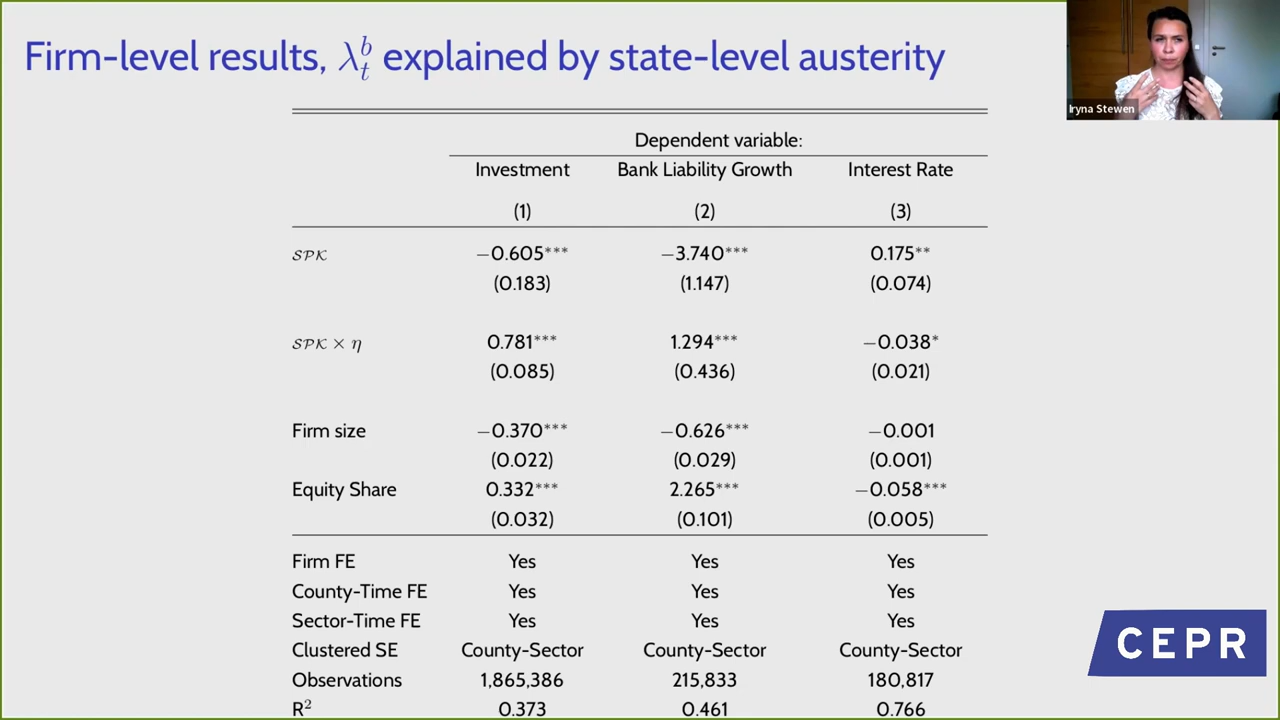 Firm-level results, λ_t^b explained by state-level austerity
Iryna Stewen
Dependent variable:
Investment Bank Liability Growth Interest Rate
(1) (2) (3)
SPK −0.605*** −3.740*** 0.175**
(0.183) (1.147) (0.074)
SPK × η 0.781*** 1.294*** −0.038*
(0.085) (0.436) (0.021)
Firm size −0.370*** −0.626*** −0.001
(0.022) (0.029) (0.001)
Equity Share 0.332*** 2.265*** −0.058***
(0.032) (0.101) (0.005)
Firm FE Yes Yes Yes
County-Time FE Yes Yes Yes
Sector-Time FE Yes Yes Yes
Clustered SE County-Sector County-Sector County-Sector
Observations 1,865,386 215,833 180,817
R² 0.373 0.461 0.766
CEPR